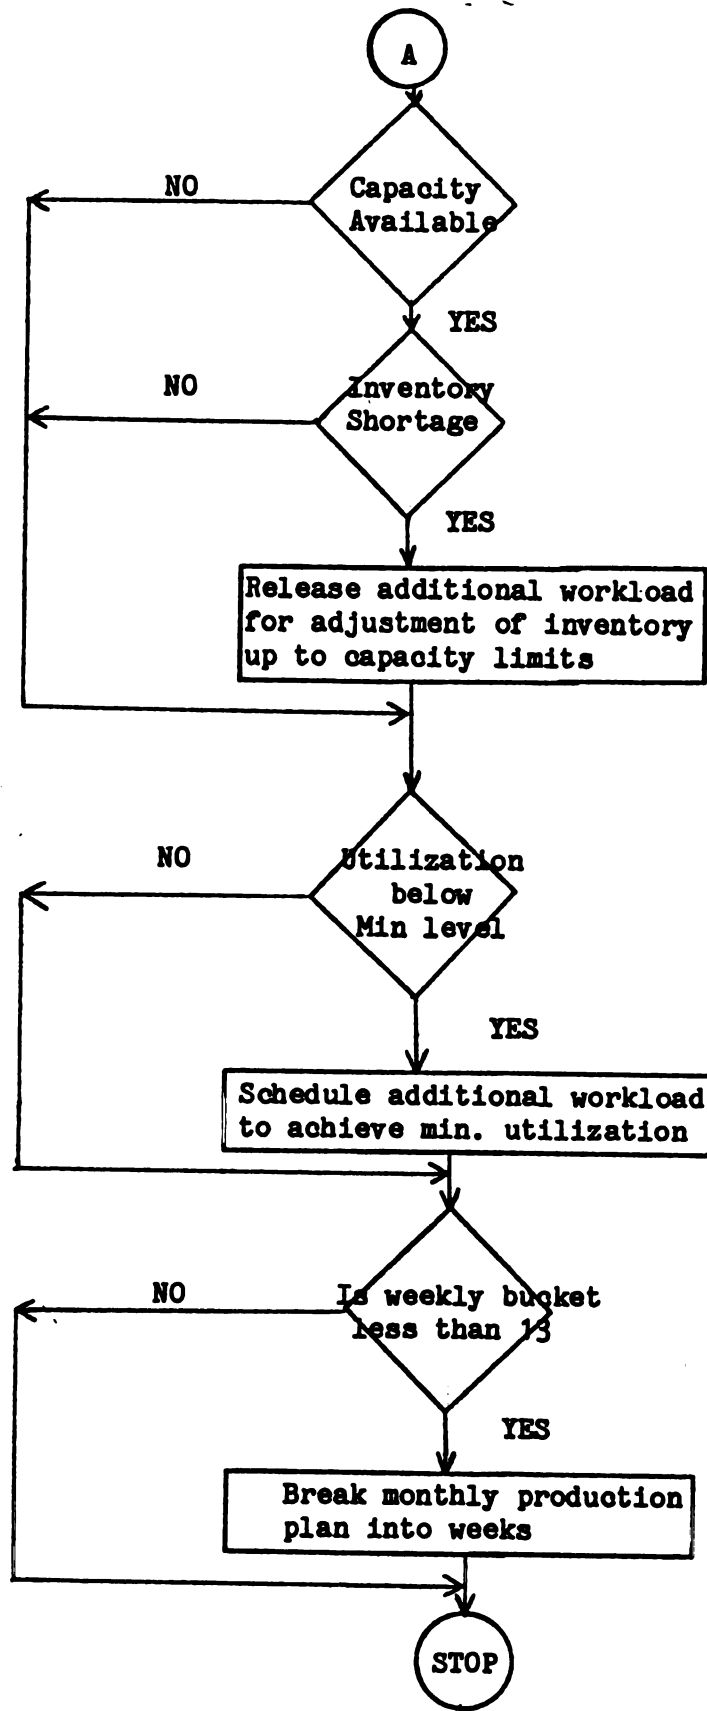 A
NO
Capacity
Available
YES
NO
Inventory
Shortage
YES
Release additional workload
for adjustment of inventory
up to capacity limits
NO
Utilization
below
Min level
YES
Schedule additional workload
to achieve min. utilization
NO
Is weekly bucket
less than 13
YES
Break monthly production
plan into weeks
STOP